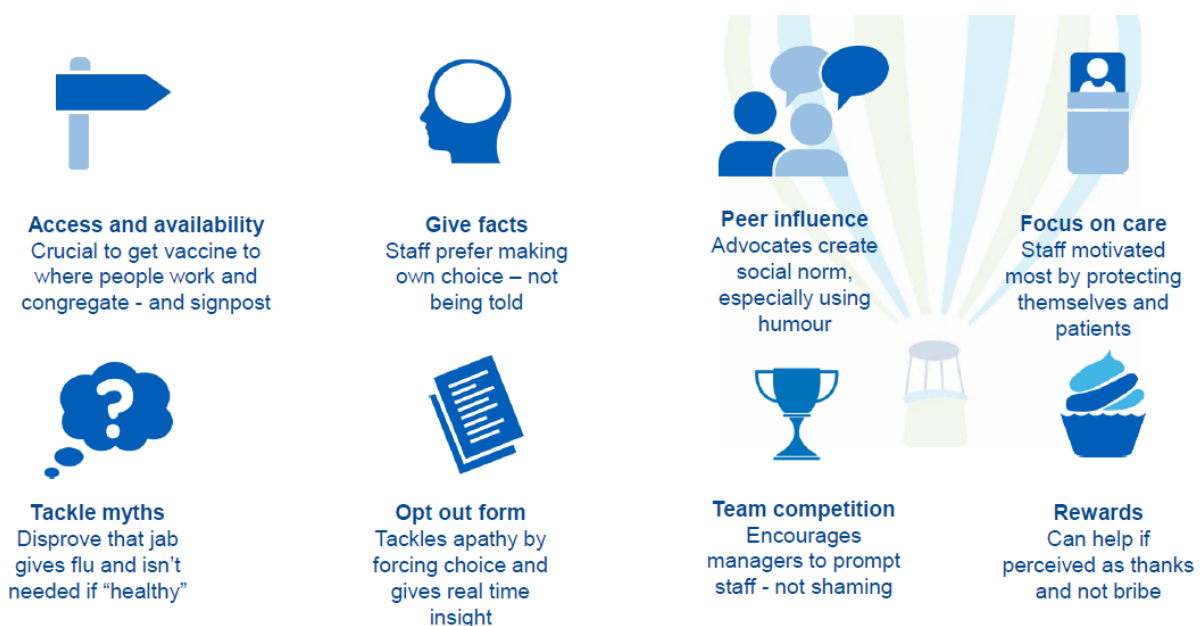 Access and availability
Crucial to get vaccine to
where people work and
congregate - and signpost
Give facts
Staff prefer making
own choice – not
being told
Peer influence
Advocates create
social norm,
especially using
humour
Focus on care
Staff motivated
most by protecting
themselves and
patients
?
Tackle myths
Disprove that jab
gives flu and isn’t
needed if “healthy”
Opt out form
Tackles apathy by
forcing choice and
gives real time
insight
Team competition
Encourages
managers to prompt
staff - not shaming
Rewards
Can help if
perceived as thanks
and not bribe